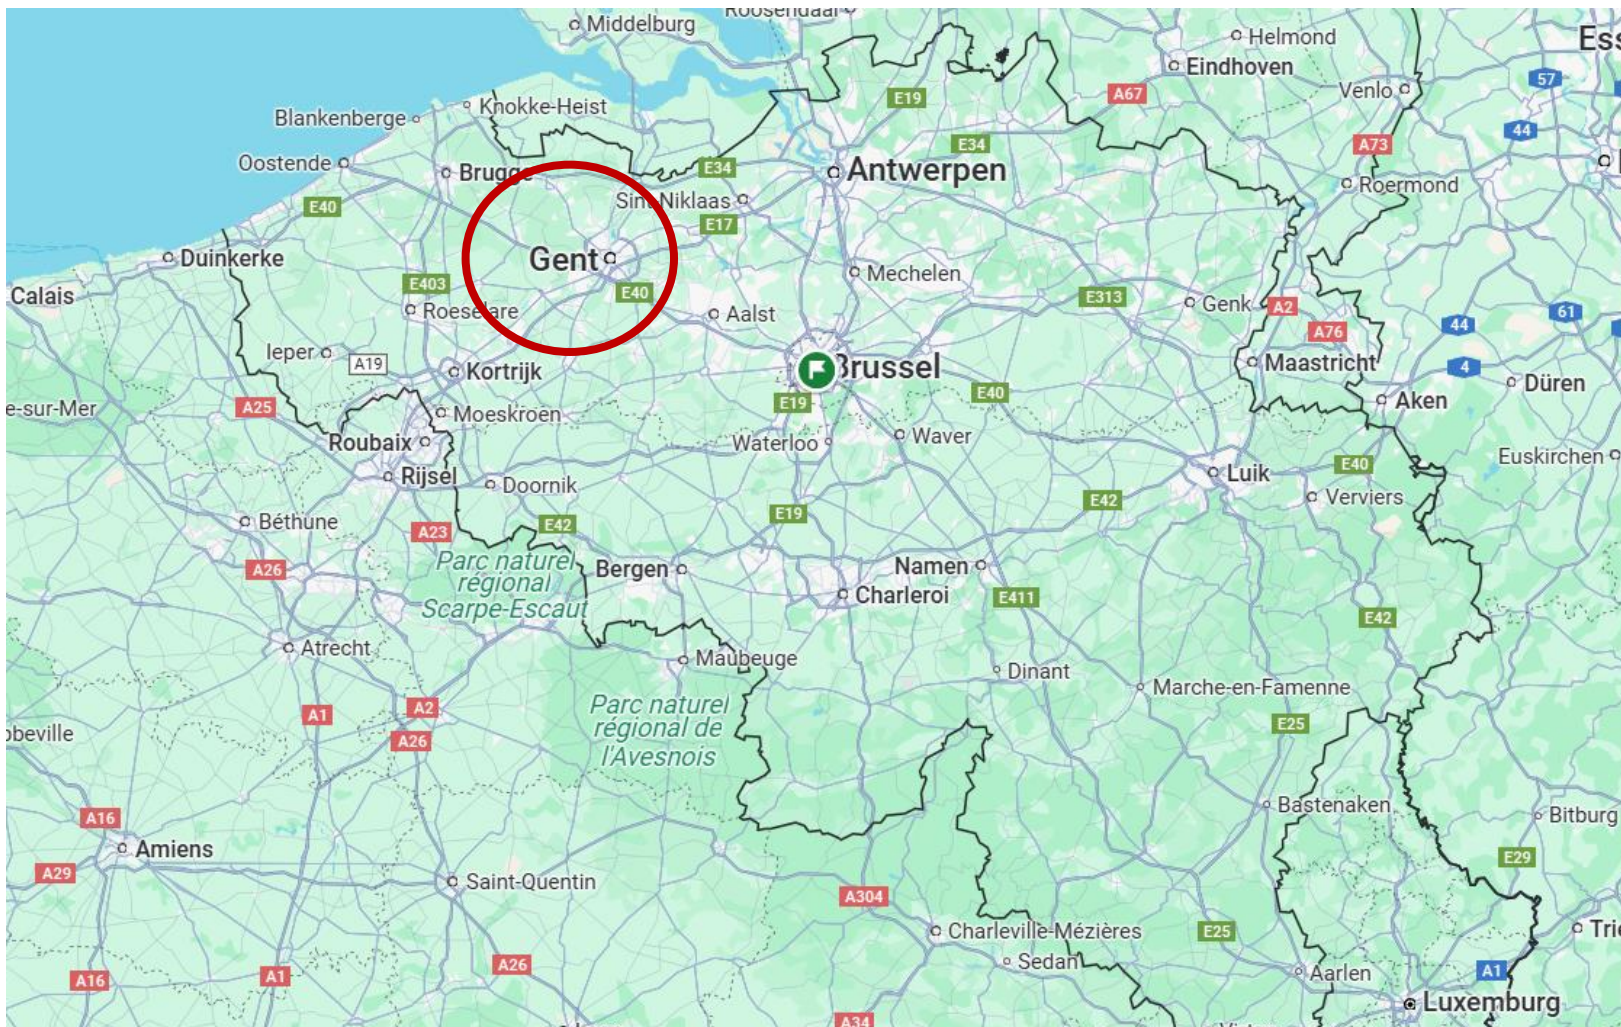 Middelburg
Roosendaal
Helmond
Eindhoven
Ess
57
Venlo
Knokke-Heist
Blankenberge
E19
A67
44
A73
E34
Oostende
Brugge
E34
Antwerpen
Roermond
Sint-Niklaas
E40
E17
Duinkerke
Gent
Mechelen
Calais
E403
E40
E313
Genk
A2
Roeselare
Aalst
A76
44
61
Ieper
A19
Kortrijk
Brussel
Maastricht
4
Düren
e-sur-Mer
A25
Moeskroen
E19
E40
Aken
Roubaix
Waterloo
Waver
Euskirchen
Rijsel
Doornik
Luik
E40
Verviers
Béthune
A23
E42
E19
E42
Parc naturel
régional
Scarpe-Escaut
A26
Bergen
Namen
Charleroi
E411
E42
Atrecht
Maubeuge
Dinant
Marche-en-Famenne
A1
A2
A26
Parc naturel
régional de
l'Avesnois
E25
bbeville
A16
Bastenaken
Bitburg
Amiens
A29
Saint-Quentin
E29
A304
Charleville-Mézières
E25
Trie
Sedan
A16
A1
A26
Aarlen
A1
Luxemburg
A34